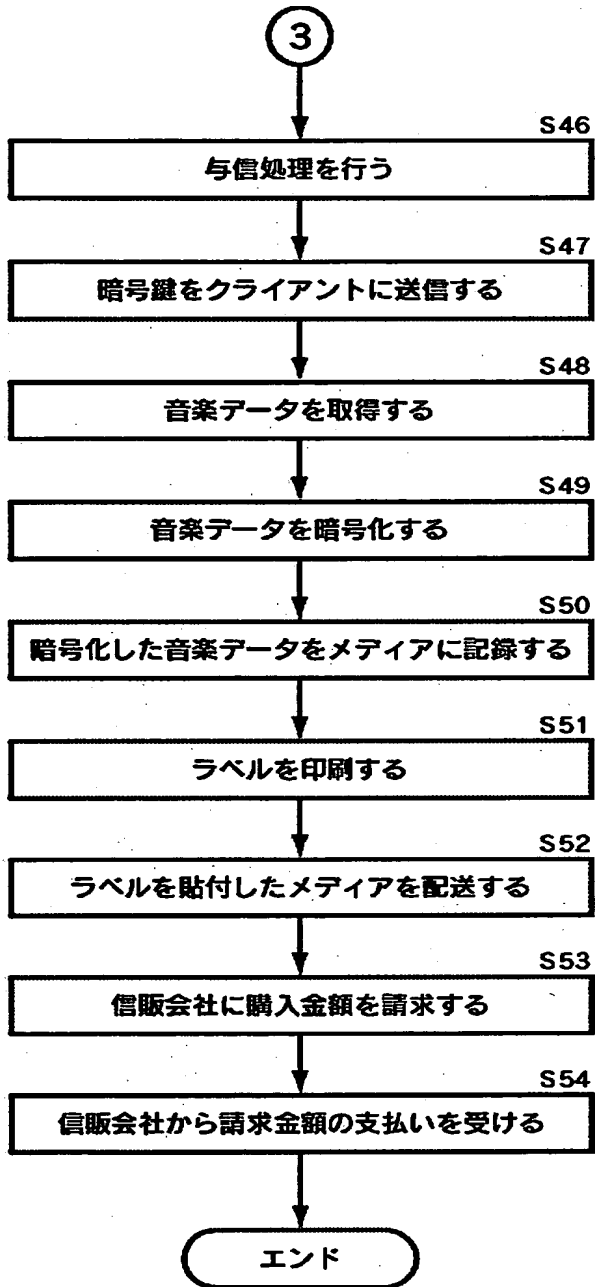 3
S46
与信処理を行う
S47
暗号鍵をクライアントに送信する
S48
音楽データを取得する
S49
音楽データを暗号化する
S50
暗号化した音楽データをメディアに記録する
S51
ラベルを印刷する
S52
ラベルを貼付したメディアを配送する
S53
信販会社に購入金額を請求する
S54
信販会社から請求金額の支払いを受ける
エンド